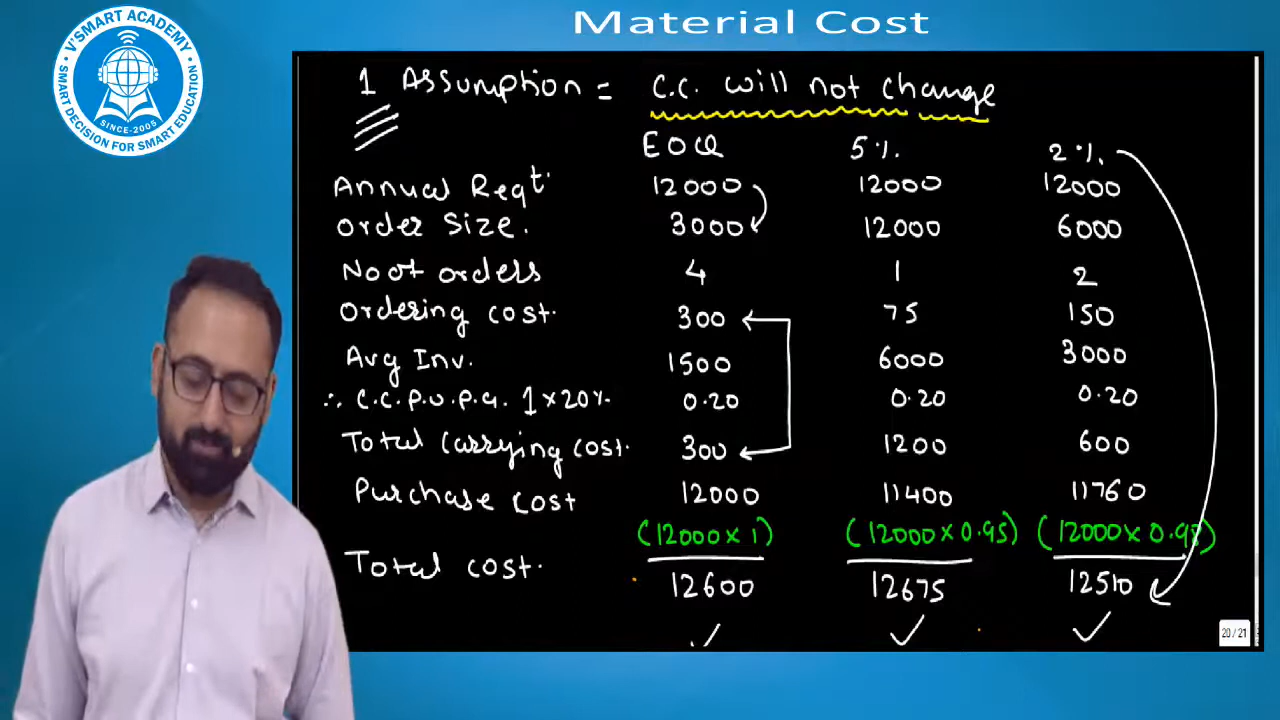 Material Cost
V'SMART ACADEMY
SINCE-2005
SMART DECISION FOR SMART EDUCATION
1 Assumption = C.C. will not change
EOQ 5%. 2%.
Annual Reqt. 12000 12000 12000
Order Size. 3000 12000 6000
No of orders 4 1 2
Ordering cost. 300 75 150
Avg Inv. 1500 6000 3000
∴ C.C.P.U.P.A. 1×20% 0.20 0.20 0.20
Total Carrying cost. 300 1200 600
Purchase cost 12000 11400 11760
(12000×1) (12000×0.95) (12000×0.98)
Total cost. 12600 12675 12510
20/21